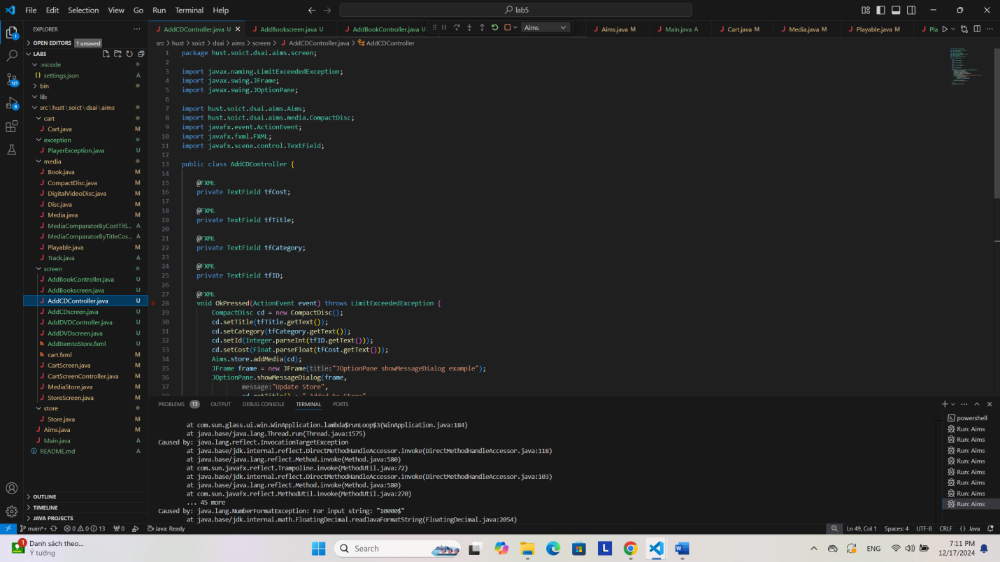 File Edit Selection View Go Run Terminal Help
lab5
EXPLORER
OPEN EDITORS 1 unsaved
LAB5
.vscode
{} settings.json A
bin
lib
src\hust\soict\dsai\aims
cart
J Cart.java M
exception
J PlayerException.java U
media
J Book.java M
J CompactDisc.java M
J DigitalVideoDisc.java M
J Disc.java M
J Media.java M
J MediaComparatorByCostTitl... A
J MediaComparatorByTitleCos... A
J Playable.java M
J Track.java A
screen
J AddBookController.java U
J AddBookscreen.java U
J AddCDController.java U
J AddCDscreen.java U
J AddDVDController.java U
J AddDVDscreen.java U
AddItemtoStore.fxml U
cart.fxml M
J CartScreen.java M
J CartScreenController.java M
J MediaStore.java M
J StoreScreen.java M
store
J Store.java M
J Aims.java M
J Main.java A
README.md A
OUTLINE
TIMELINE
JAVA PROJECTS
1
121
8
J AddCDController.java U
J AddBookscreen.java U
J AddBookController.java U
Aims
J Aims.java M
J Main.java A
J Cart.java M
J Media.java M
J Playable.java M
J Pla
src > hust > soict > dsai > aims > screen > J AddCDController.java > AddCDController
1 package hust.soict.dsai.aims.screen;
2
3 import javax.naming.LimitExceededException;
4 import javax.swing.JFrame;
5 import javax.swing.JOptionPane;
6
7 import hust.soict.dsai.aims.Aims;
8 import hust.soict.dsai.aims.media.CompactDisc;
9 import javafx.event.ActionEvent;
10 import javafx.fxml.FXML;
11 import javafx.scene.control.TextField;
12
13 public class AddCDController {
14
15 @FXML
16 private TextField tfCost;
17
18 @FXML
19 private TextField tfTitle;
20
21 @FXML
22 private TextField tfCategory;
23
24 @FXML
25 private TextField tfID;
26
27 @FXML
28 void OkPressed(ActionEvent event) throws LimitExceededException {
29 CompactDisc cd = new CompactDisc();
30 cd.setTitle(tfTitle.getText());
31 cd.setCategory(tfCategory.getText());
32 cd.setId(Integer.parseInt(tfID.getText()));
33 cd.setCost(Float.parseFloat(tfCost.getText()));
34 Aims.store.addMedia(cd);
35 JFrame frame = new JFrame(title:"JOptionPane showMessageDialog example");
36 JOptionPane.showMessageDialog(frame,
37 message:"Update Store",
PROBLEMS 13 OUTPUT DEBUG CONSOLE TERMINAL PORTS
at com.sun.glass.ui.win.WinApplication.lambda$runLoop$3(WinApplication.java:184)
at java.base/java.lang.Thread.run(Thread.java:1575)
Caused by: java.lang.reflect.InvocationTargetException
at java.base/jdk.internal.reflect.DirectMethodHandleAccessor.invoke(DirectMethodHandleAccessor.java:118)
at java.base/java.lang.reflect.Method.invoke(Method.java:580)
at com.sun.javafx.reflect.Trampoline.invoke(MethodUtil.java:72)
at java.base/jdk.internal.reflect.DirectMethodHandleAccessor.invoke(DirectMethodHandleAccessor.java:103)
at java.base/java.lang.reflect.Method.invoke(Method.java:580)
at com.sun.javafx.reflect.MethodUtil.invoke(MethodUtil.java:270)
... 45 more
Caused by: java.lang.NumberFormatException: For input string: "10000$"
at java.base/jdk.internal.math.FloatingDecimal.readJavaFormatString(FloatingDecimal.java:2054)
powershell
Run: Aims
Run: Aims
Run: Aims
Run: Aims
Run: Aims
Run: Aims
Run: Aims
Run: Aims
main*+ 0 0 13 0 Java: Ready
Ln 49, Col 1 Spaces: 4 UTF-8 CRLF {} Java
1
Danh sách theo...
Ý tưởng
Search
L
ENG
7:11 PM
12/17/2024